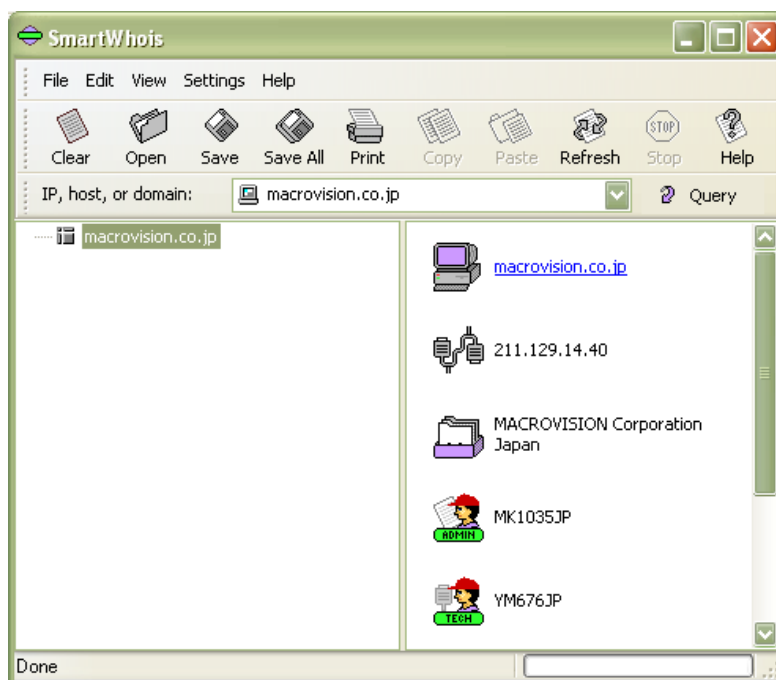 SmartWhois
File Edit View Settings Help
Clear Open Save Save All Print Copy Paste Refresh STOP Stop Help
IP, host, or domain: macrovision.co.jp Query
macrovision.co.jp
macrovision.co.jp
211.129.14.40
MACROVISION Corporation
Japan
ADMIN MK1035JP
TECH YM676JP
Done